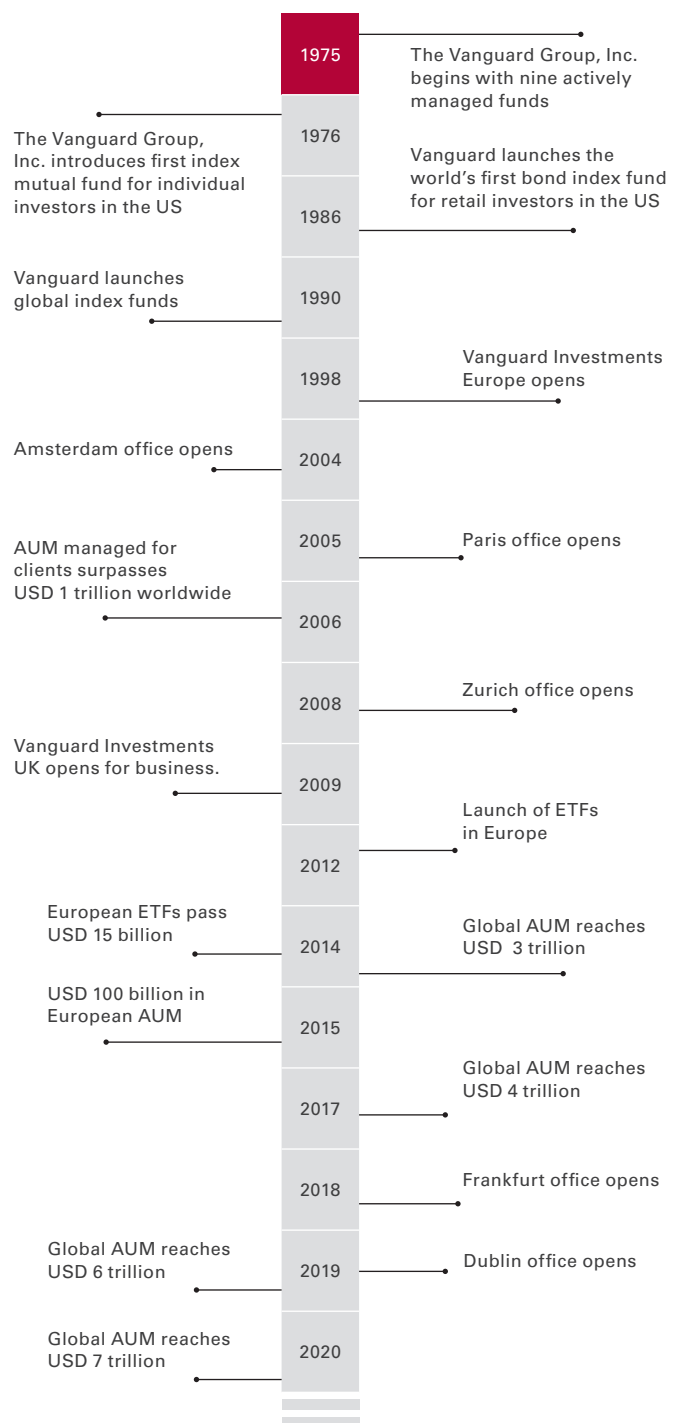 1975
The Vanguard Group, Inc.
begins with nine actively
managed funds
1976
The Vanguard Group,
Inc. introduces first index
mutual fund for individual
investors in the US
1986
Vanguard launches the
world’s first bond index fund
for retail investors in the US
1990
Vanguard launches
global index funds
1998
Vanguard Investments
Europe opens
2004
Amsterdam office opens
2005
Paris office opens
2006
AUM managed for
clients surpasses
USD 1 trillion worldwide
2008
Zurich office opens
2009
Vanguard Investments
UK opens for business.
2012
Launch of ETFs
in Europe
2014
European ETFs pass
USD 15 billion
Global AUM reaches
USD 3 trillion
2015
USD 100 billion in
European AUM
2017
Global AUM reaches
USD 4 trillion
2018
Frankfurt office opens
2019
Global AUM reaches
USD 6 trillion
Dublin office opens
2020
Global AUM reaches
USD 7 trillion